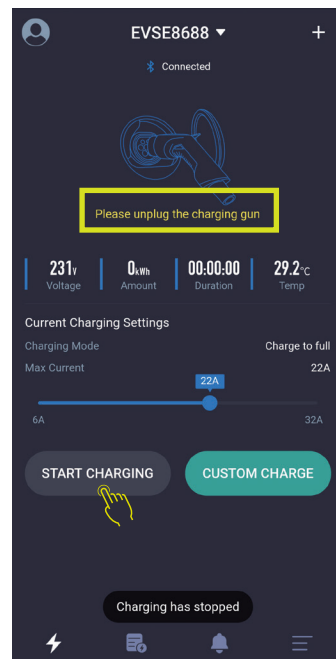 EVSE8688 ▼ +
Connected
Please unplug the charging gun
231V 0kWh 00:00:00 29.2°C
Voltage Amount Duration Temp
Current Charging Settings
Charging Mode Charge to full
Max Current 22A
22A
6A 32A
START CHARGING CUSTOM CHARGE
Charging has stopped